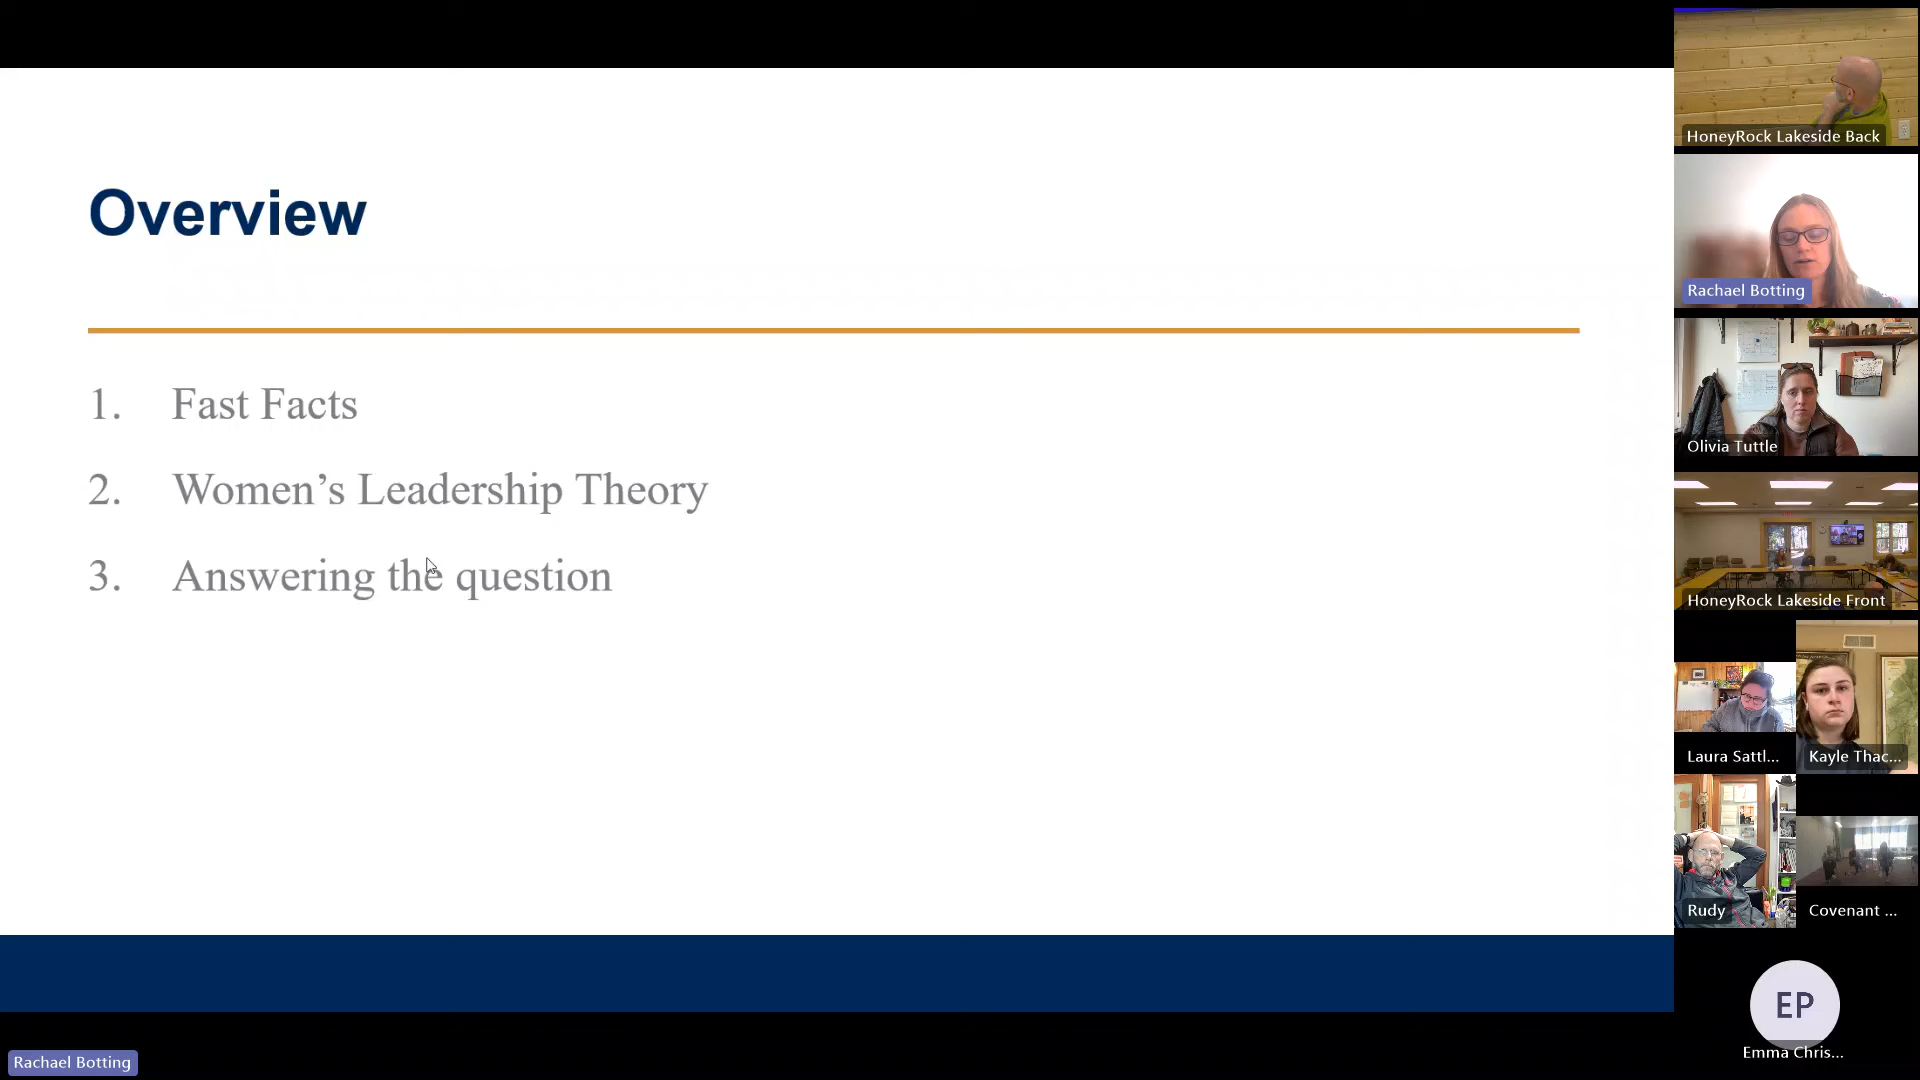 Overview
1. Fast Facts
2. Women’s Leadership Theory
3. Answering the question
HoneyRock Lakeside Back
Rachael Botting
Olivia Tuttle
HoneyRock Lakeside Front
Laura Sattl...
Kayle Thac...
Rudy
Covenant ...
EP
Emma Chris...
Rachael Botting